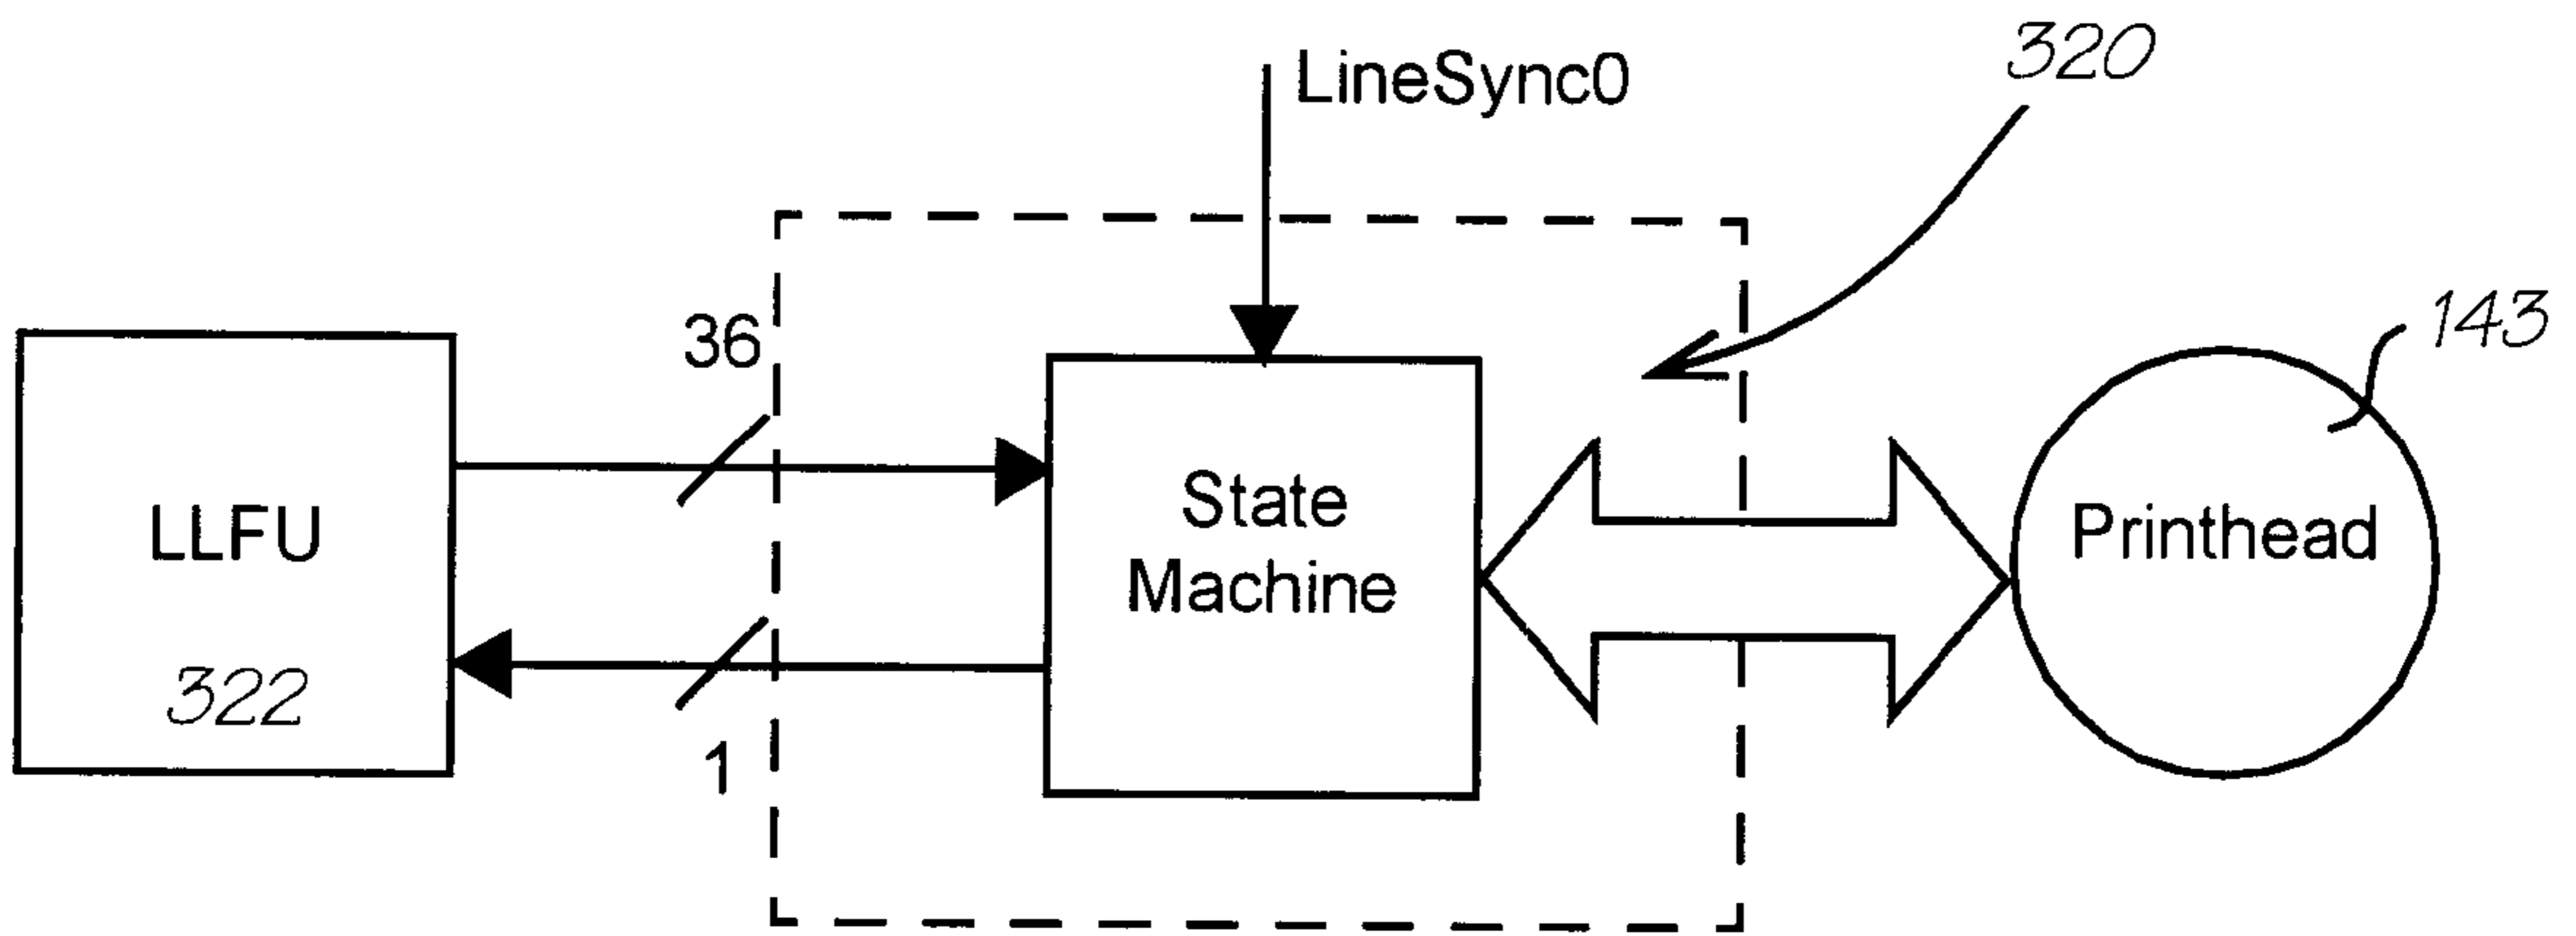 LineSync0
320
36
143
LLFU
322
1
State
Machine
Printhead